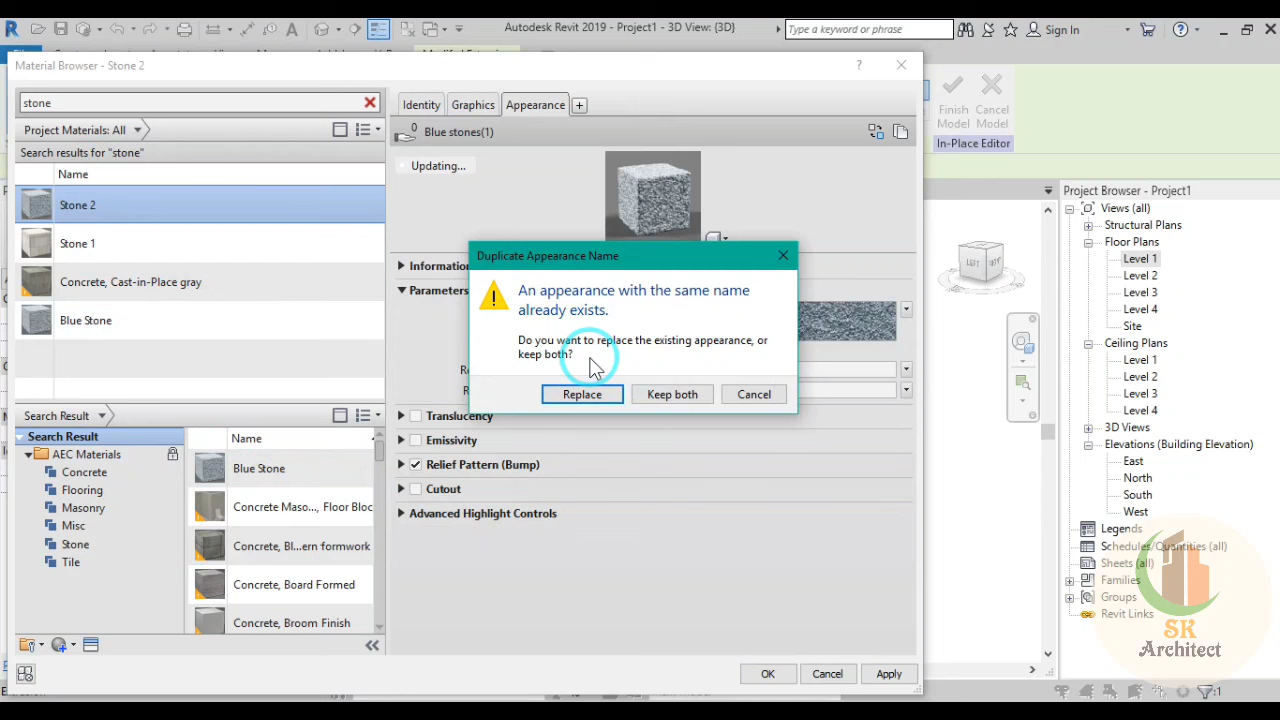 Autodesk Revit 2019 - Project1 - 3D View: {3D}
Type a keyword or phrase
Sign In
Material Browser - Stone 2
stone
Project Materials: All
Search results for "stone"
Name
Stone 2
Stone 1
Concrete, Cast-in-Place gray
Blue Stone
Search Result
Search Result
AEC Materials
Concrete
Flooring
Masonry
Misc
Stone
Tile
Name
Blue Stone
Concrete Maso..., Floor Bloc
Concrete, Bl...ern formwork
Concrete, Board Formed
Concrete, Broom Finish
Identity
Graphics
Appearance
Blue stones(1)
Updating...
Information
Parameters
Translucency
Emissivity
Relief Pattern (Bump)
Cutout
Advanced Highlight Controls
Duplicate Appearance Name
An appearance with the same name
already exists.
Do you want to replace the existing appearance, or
keep both?
Replace
Keep both
Cancel
OK
Cancel
Apply
Finish
Model
Cancel
Model
In-Place Editor
LEFT
Project Browser - Project1
Views (all)
Structural Plans
Floor Plans
Level 1
Level 2
Level 3
Level 4
Site
Ceiling Plans
Level 1
Level 2
Level 3
Level 4
3D Views
Elevations (Building Elevation)
East
North
South
West
Legends
Schedules/Quantities (all)
Sheets (all)
Families
Groups
Revit Links
SK
Architect
:1